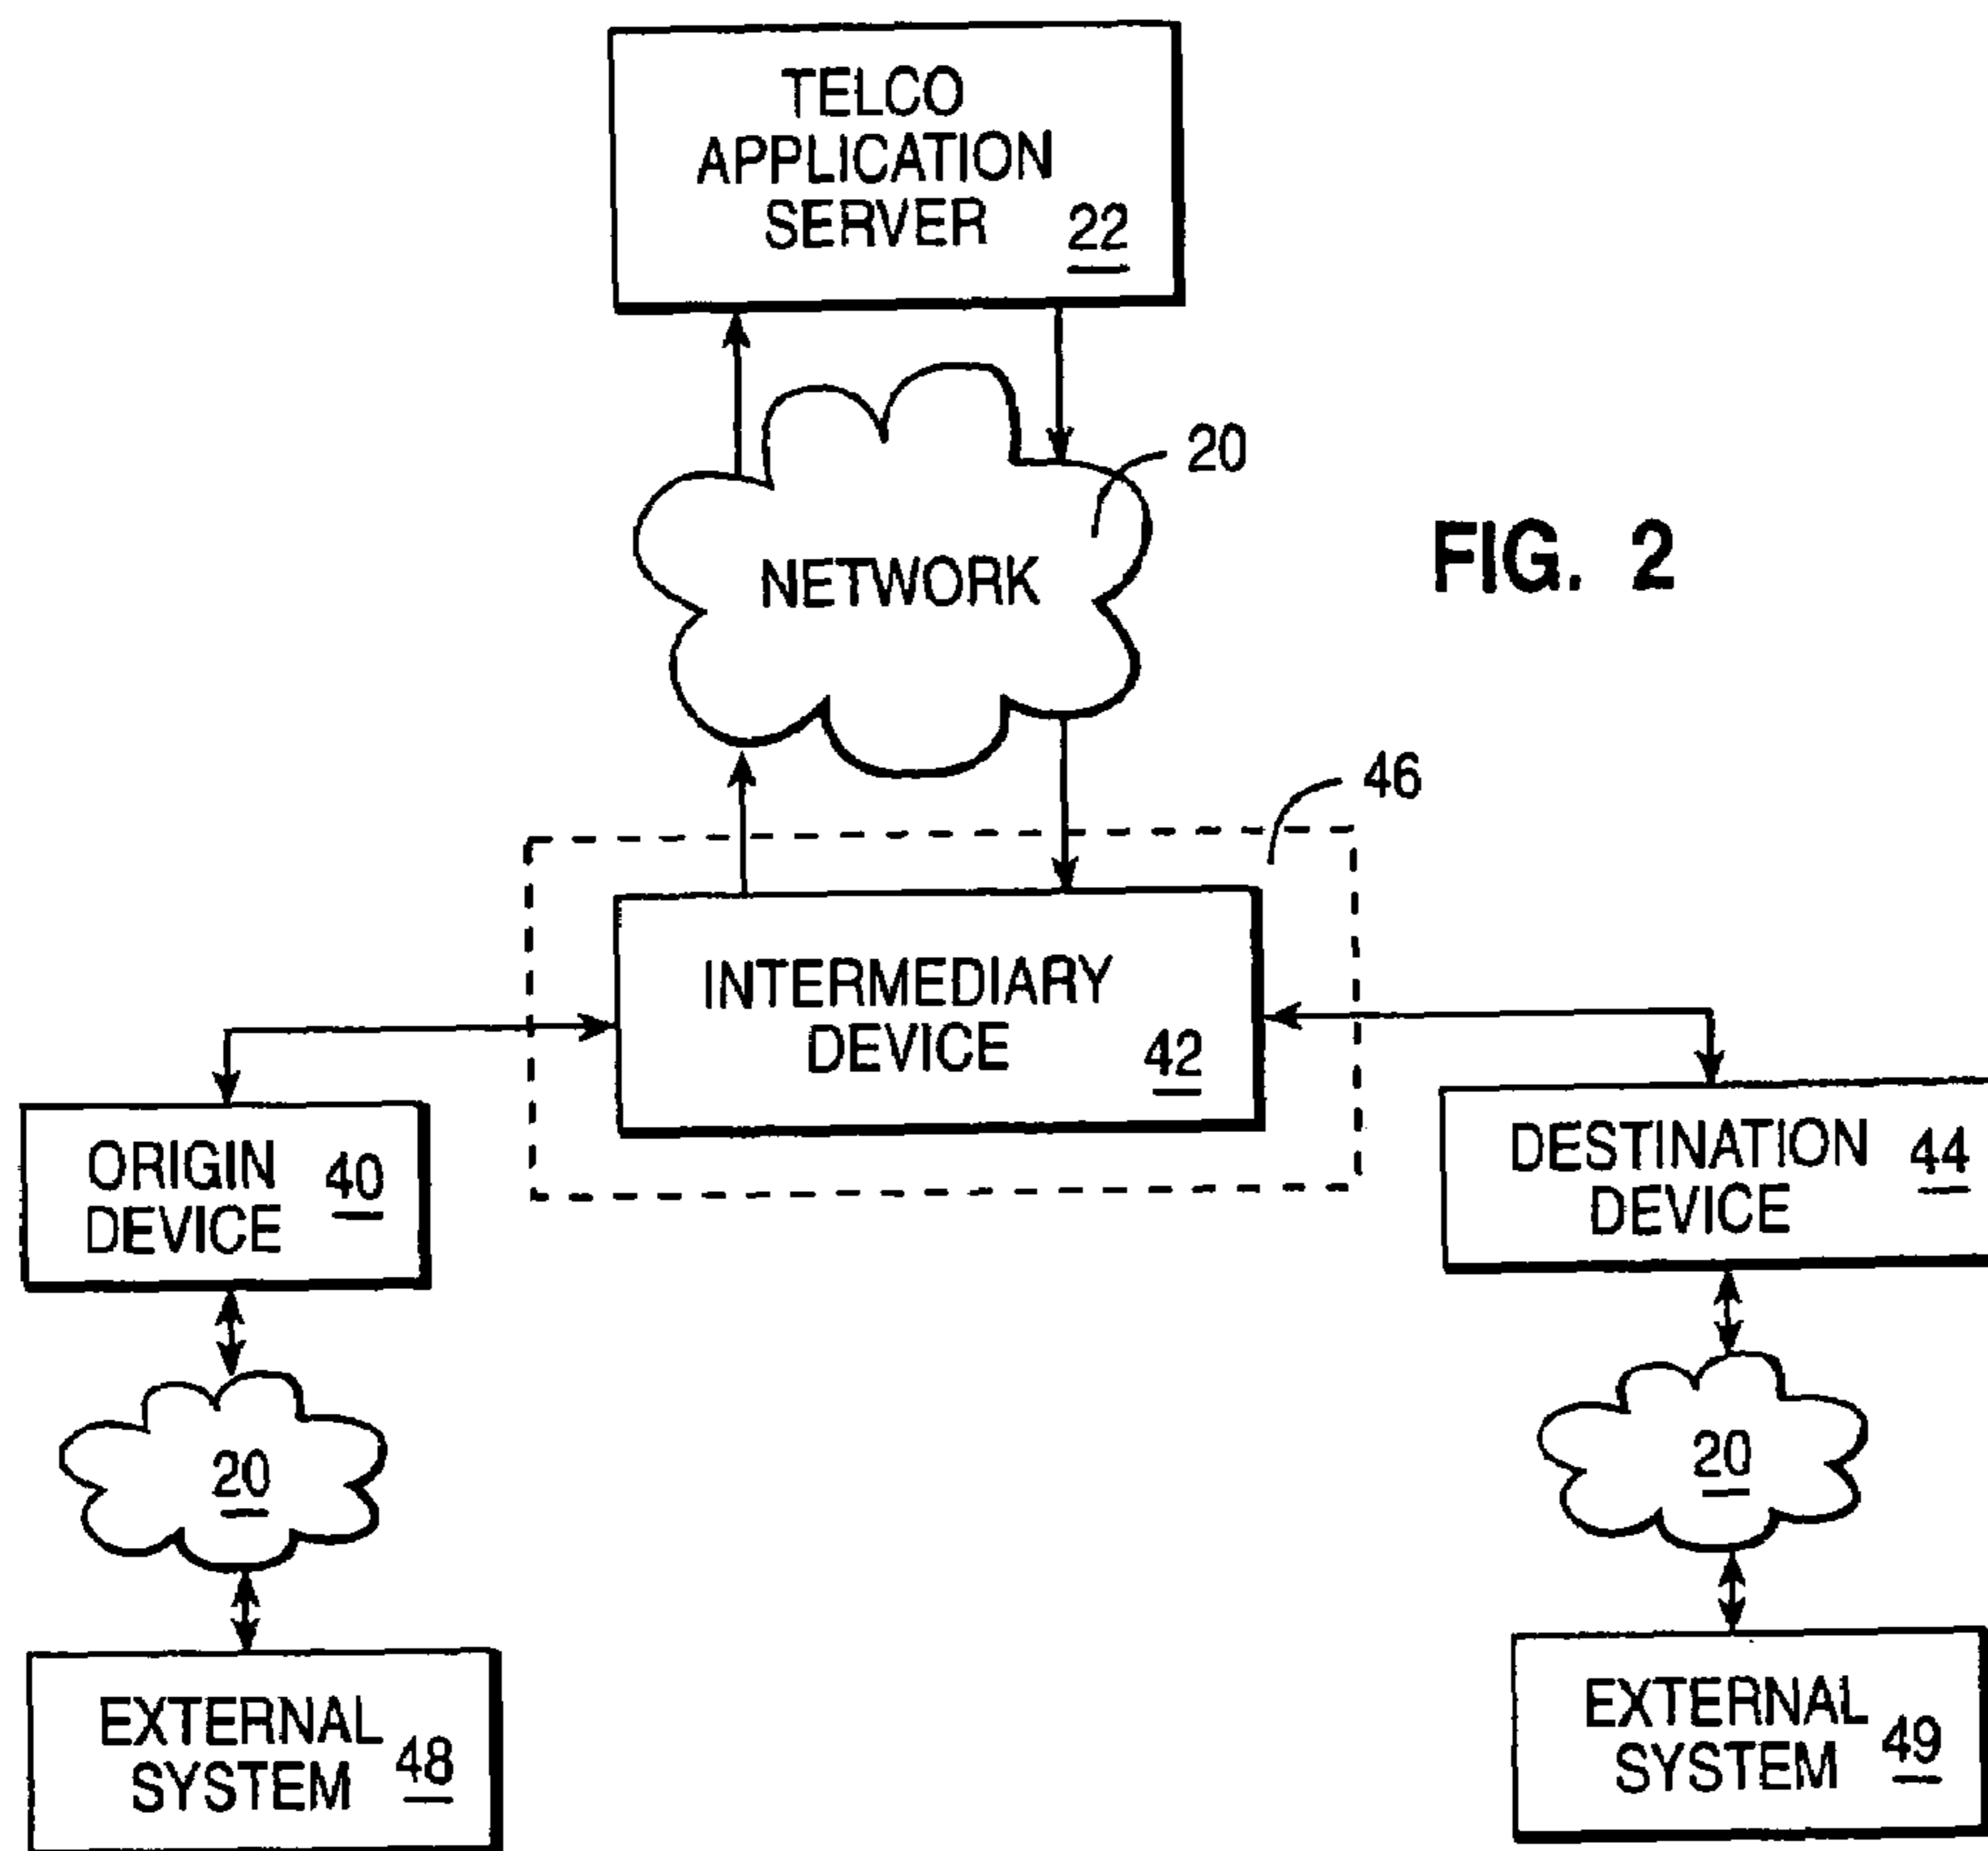 TELCO
APPLICATION
SERVER 22
20
NETWORK
FIG. 2
46
INTERMEDIARY
DEVICE 42
ORIGIN 40
DEVICE
DESTINATION 44
DEVICE
20
20
EXTERNAL
SYSTEM 48
EXTERNAL
SYSTEM 49